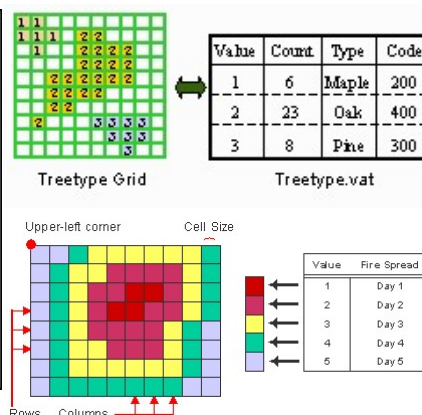 1 1
1 1 1 2 2
1 2 2 2 2
2 2 2 2
2 2 2 2 2 2
2 2 2 2
2 2
2 3 3 3 3
3 3 3
3
Treetype Grid
Value Count Type Code
1 6 Maple 200
2 23 Oak 400
3 8 Pine 300
Treetype.vat
Upper-left corner
Cell Size
Rows
Columns
Value Fire Spread
1 Day 1
2 Day 2
3 Day 3
4 Day 4
5 Day 5